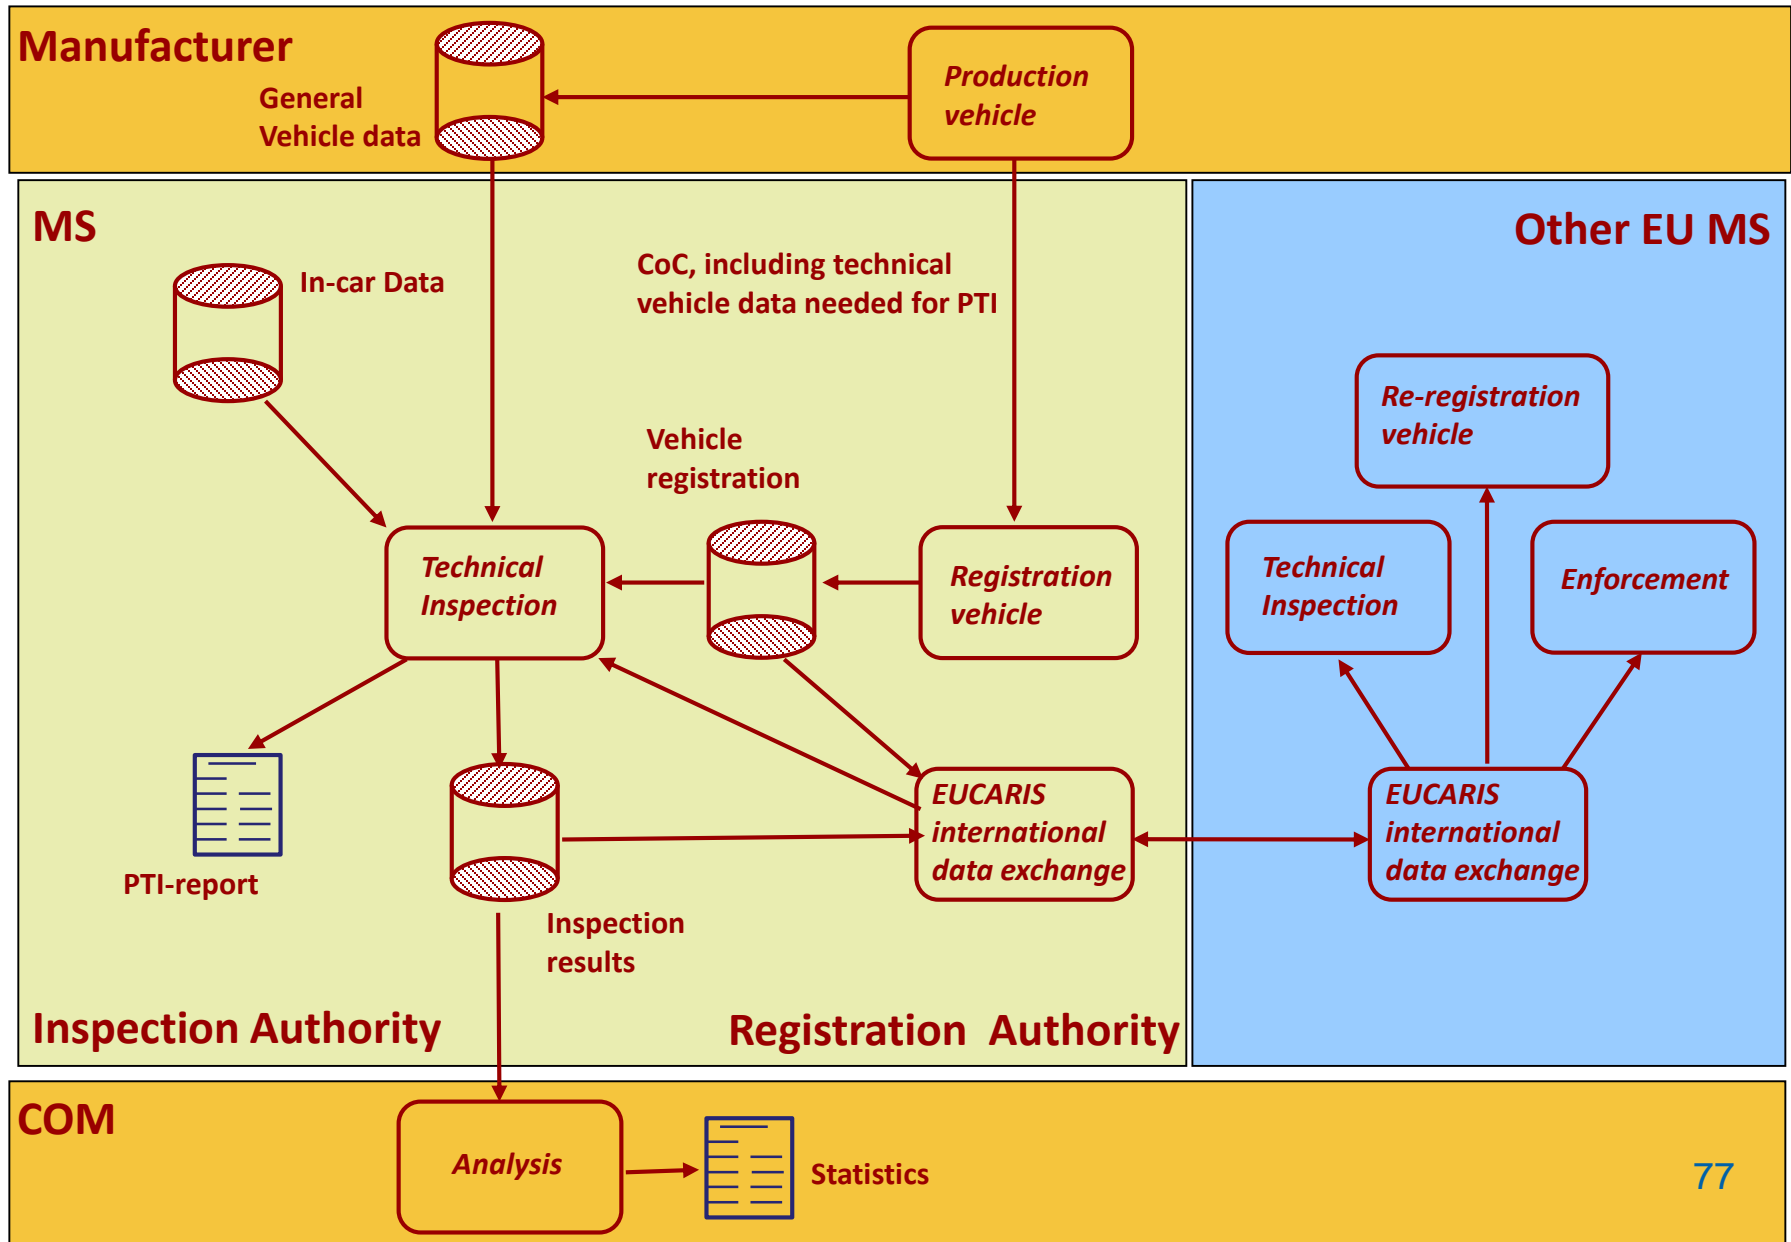 Manufacturer
General
Vehicle data
Production
vehicle
MS
Other EU MS
In-car Data
CoC, including technical
vehicle data needed for PTI
Re-registration
vehicle
Vehicle
registration
Technical
Inspection
Registration
vehicle
Technical
Inspection
Enforcement
EUCARIS
international
data exchange
EUCARIS
international
data exchange
PTI-report
Inspection
results
Inspection Authority
Registration  Authority
COM
Analysis
Statistics
77